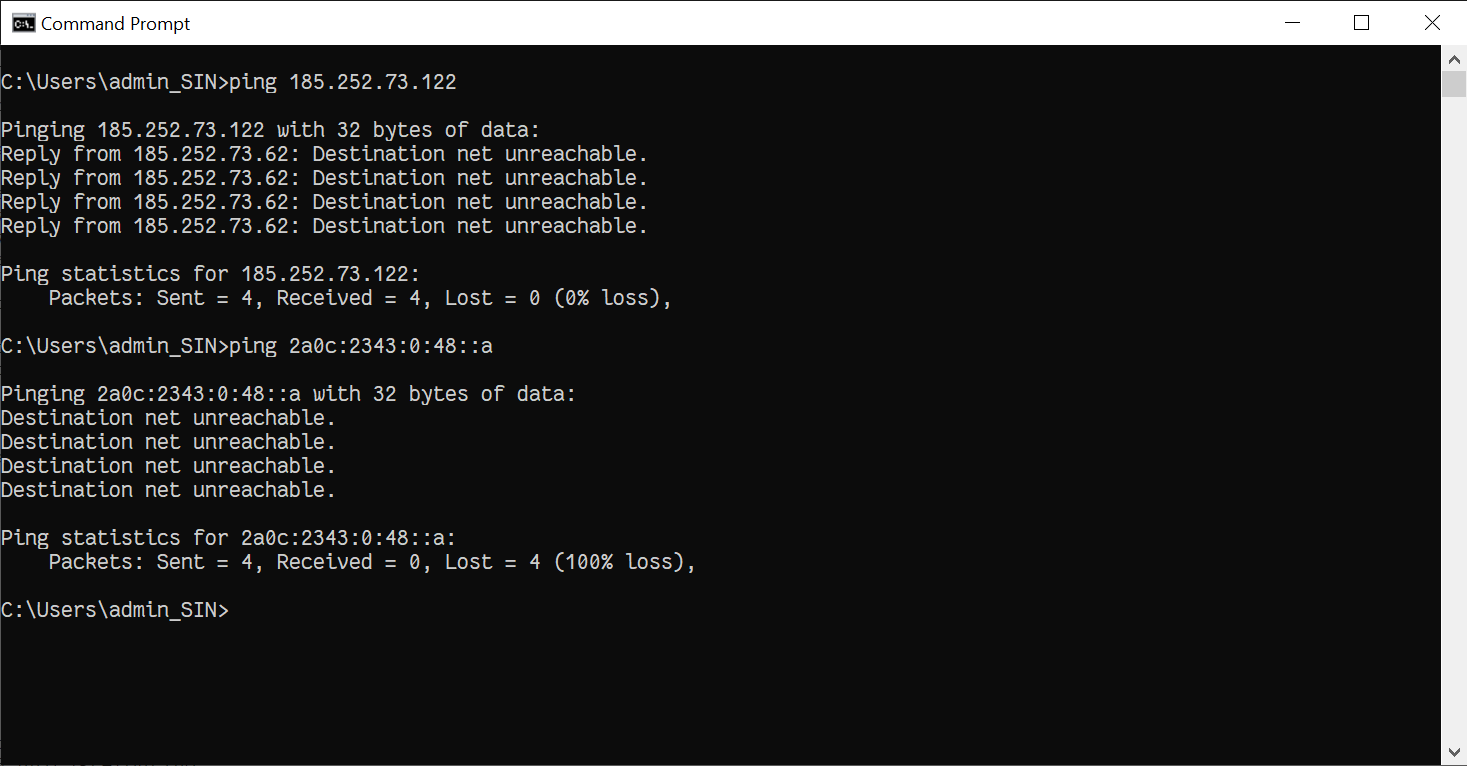 Command Prompt
C:\Users\admin_SIN>ping 185.252.73.122
Pinging 185.252.73.122 with 32 bytes of data:
Reply from 185.252.73.62: Destination net unreachable.
Reply from 185.252.73.62: Destination net unreachable.
Reply from 185.252.73.62: Destination net unreachable.
Reply from 185.252.73.62: Destination net unreachable.
Ping statistics for 185.252.73.122:
    Packets: Sent = 4, Received = 4, Lost = 0 (0% loss),
C:\Users\admin_SIN>ping 2a0c:2343:0:48::a
Pinging 2a0c:2343:0:48::a with 32 bytes of data:
Destination net unreachable.
Destination net unreachable.
Destination net unreachable.
Destination net unreachable.
Ping statistics for 2a0c:2343:0:48::a:
    Packets: Sent = 4, Received = 0, Lost = 4 (100% loss),
C:\Users\admin_SIN>